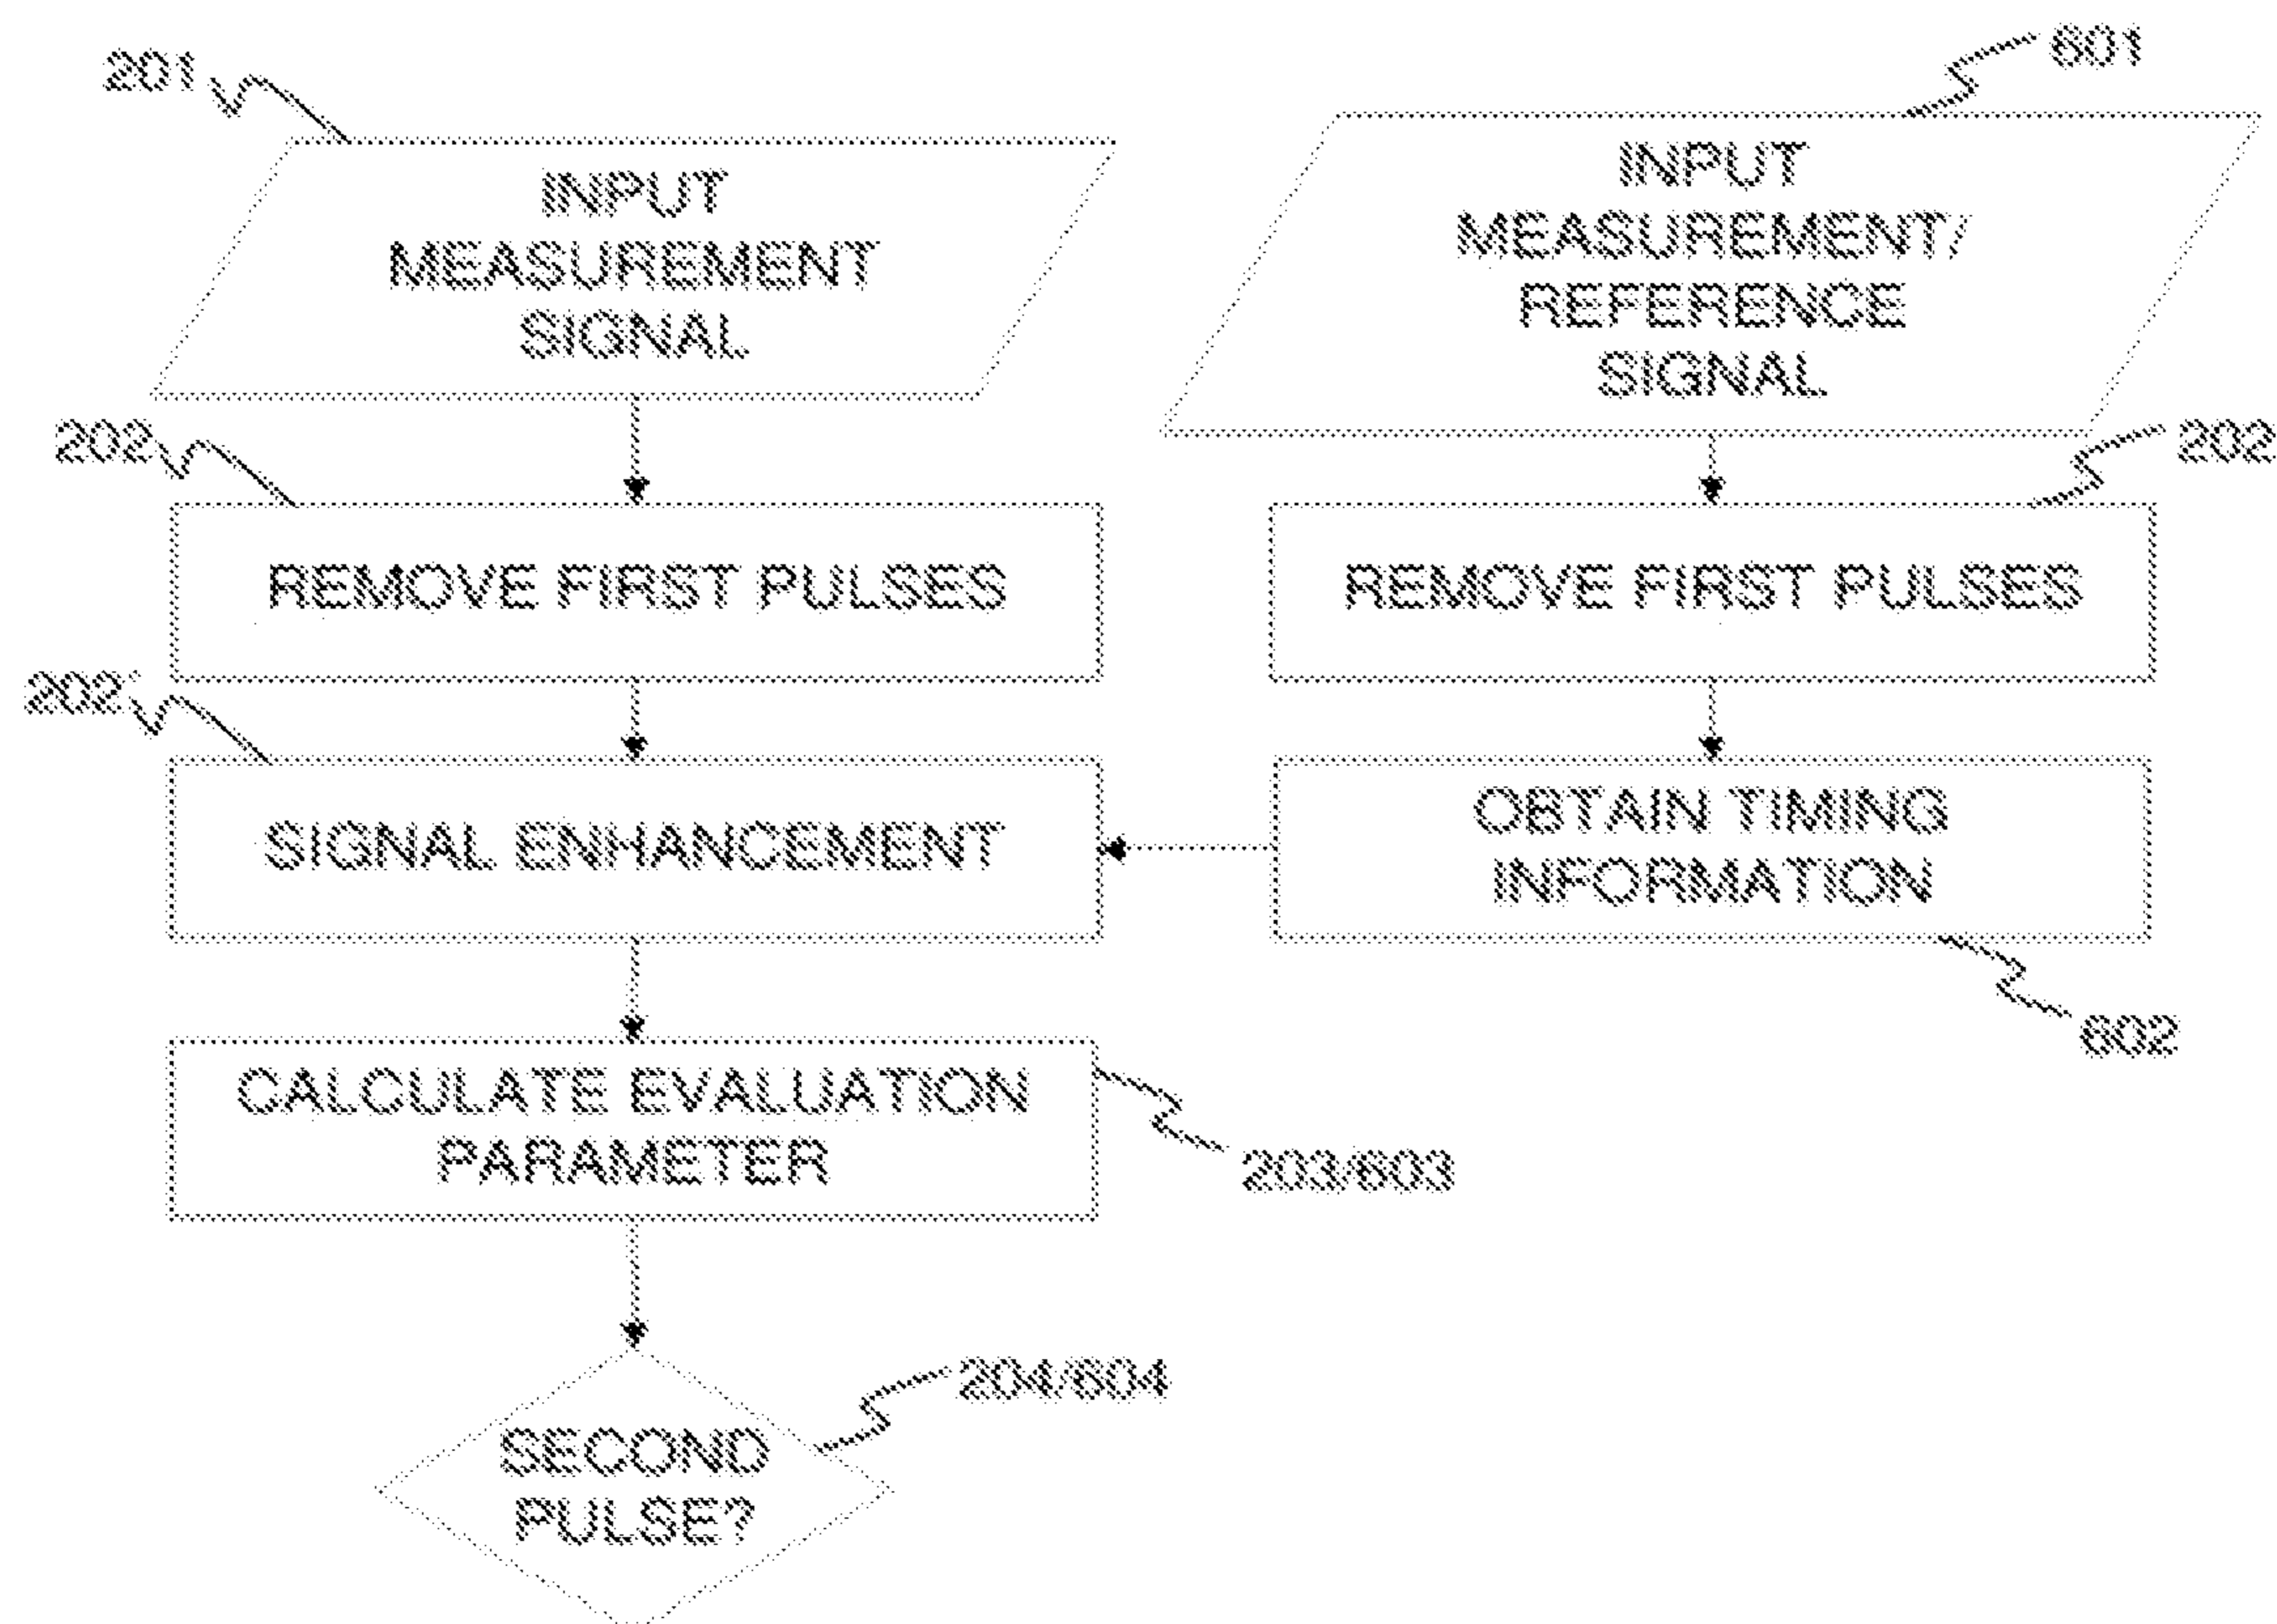 201
INPUT
MEASUREMENT
SIGNAL
601
INPUT
MEASUREMENT/
REFERENCE
SIGNAL
202
REMOVE FIRST PULSES
202
REMOVE FIRST PULSES
202'
SIGNAL ENHANCEMENT
OBTAIN TIMING
INFORMATION
602
CALCULATE EVALUATION
PARAMETER
203/603
204/604
SECOND
PULSE?